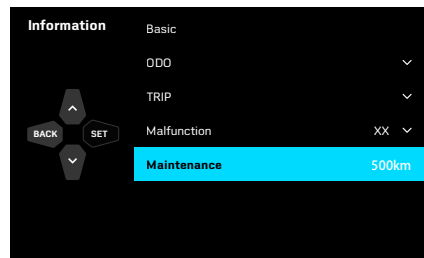 Information
Basic
ODO
TRIP
BACK SET
Malfunction XX
Maintenance 500km